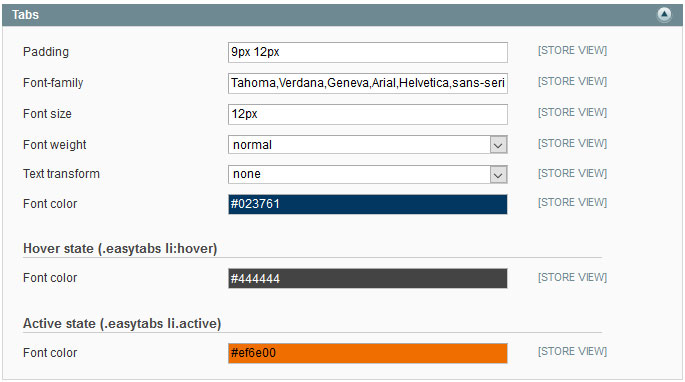 Tabs
Padding 9px 12px [STORE VIEW]
Font-family Tahoma,Verdana,Geneva,Arial,Helvetica,sans-seri [STORE VIEW]
Font size 12px [STORE VIEW]
Font weight normal [STORE VIEW]
Text transform none [STORE VIEW]
Font color #023761 [STORE VIEW]
Hover state (.easytabs li:hover)
Font color #444444 [STORE VIEW]
Active state (.easytabs li.active)
Font color #ef6e00 [STORE VIEW]